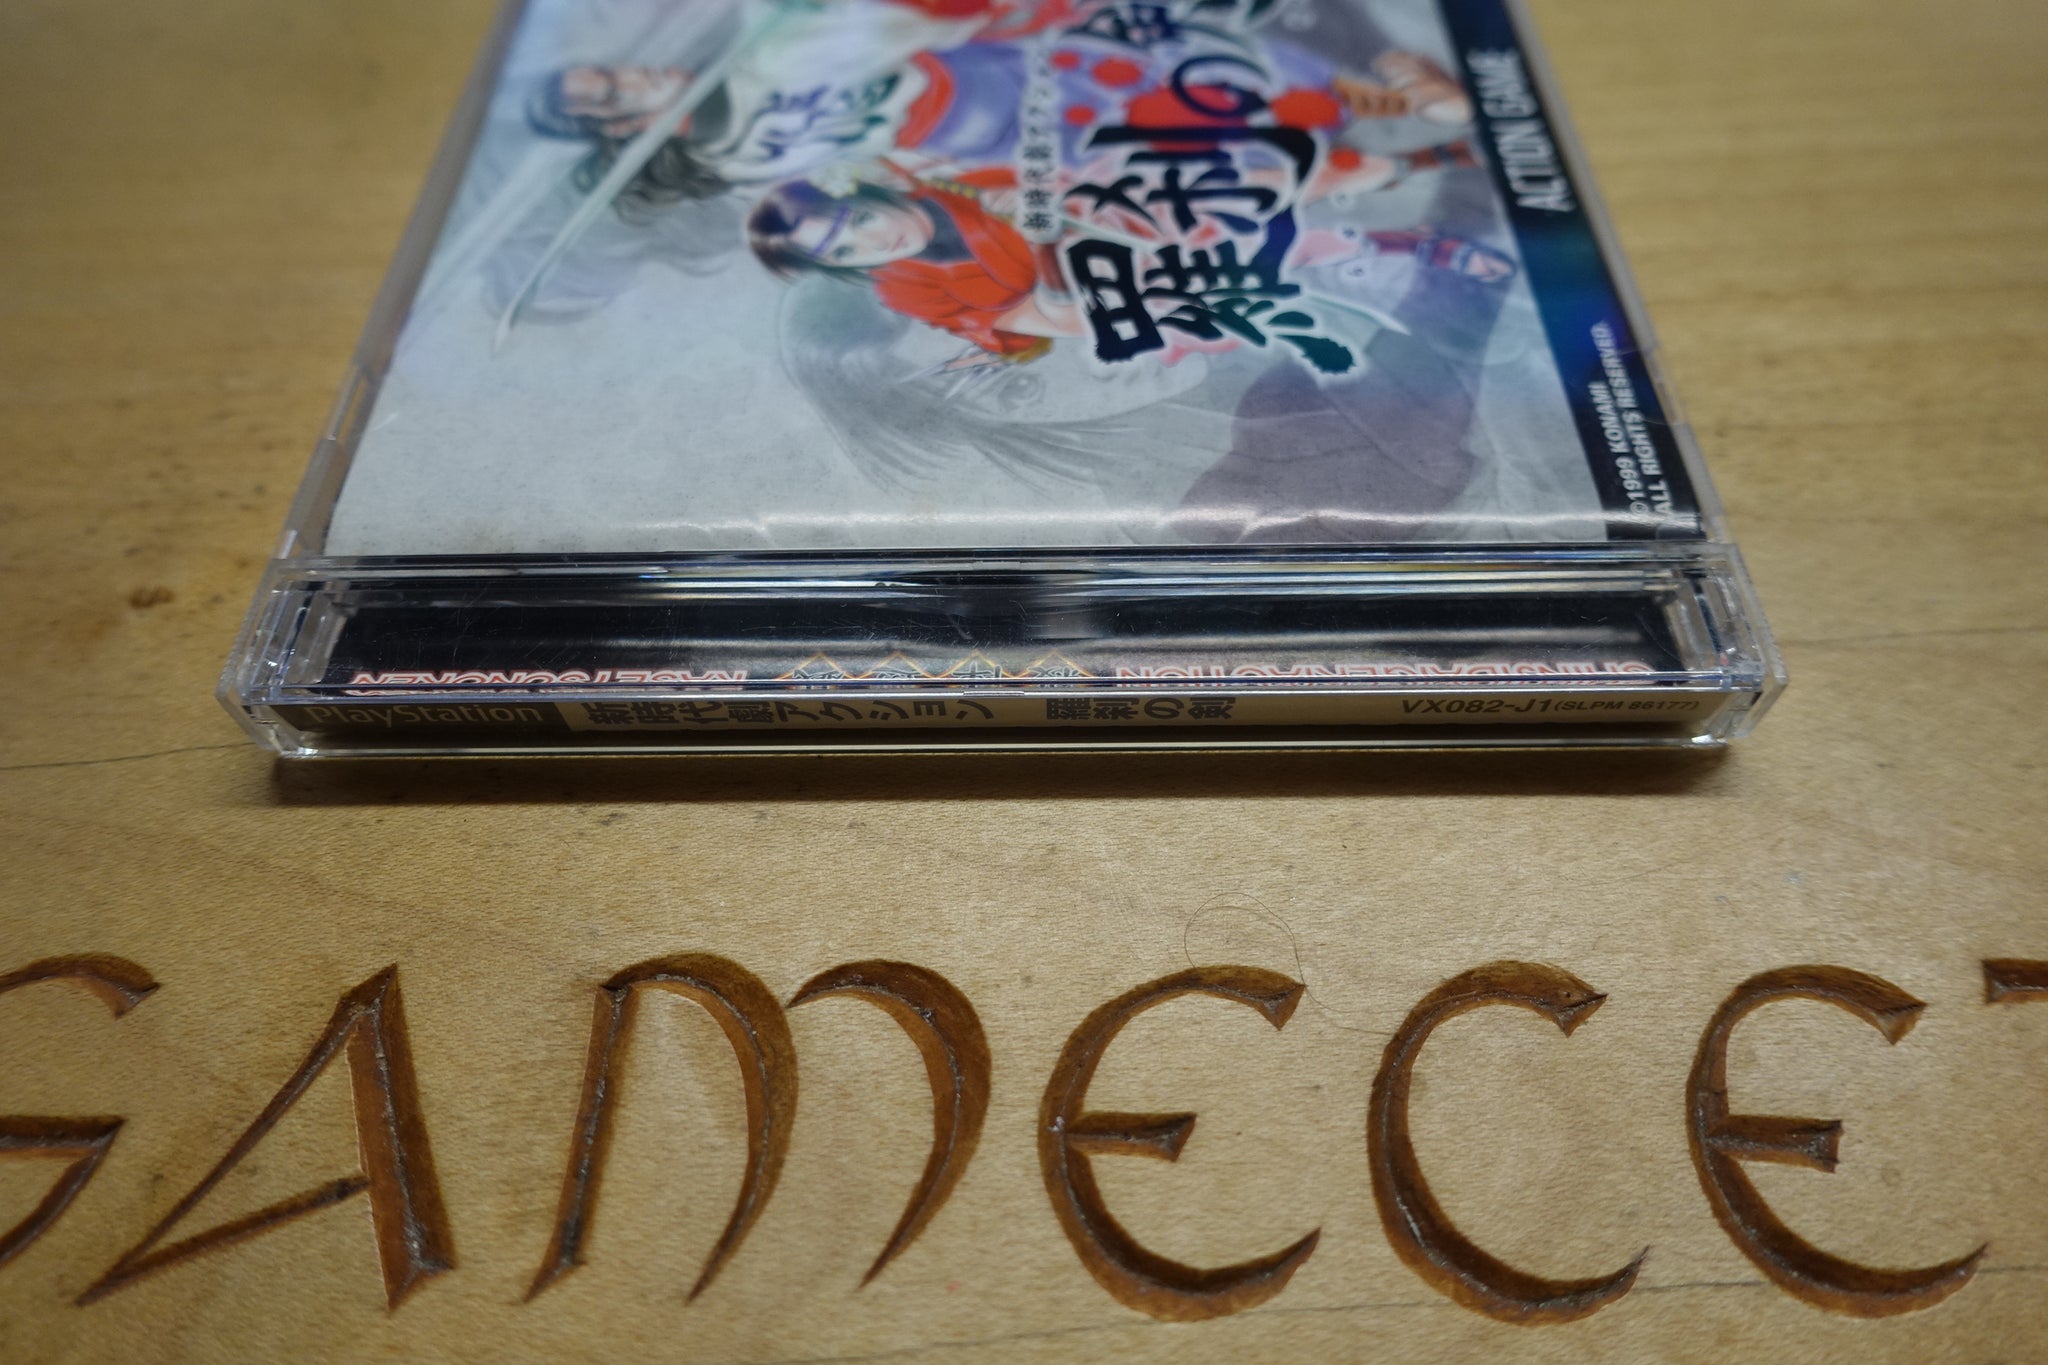 ACTION GAME
新時代劇アクション
羅刹の剣
©1999 KONAMI
ALL RIGHTS RESERVED.
RASETSUNOKEN
SHINJIDAIGEKIACTION
PlayStation 新時代劇アクション 羅刹の剣 VX082-J1(SLPM 86177)
GAMECE